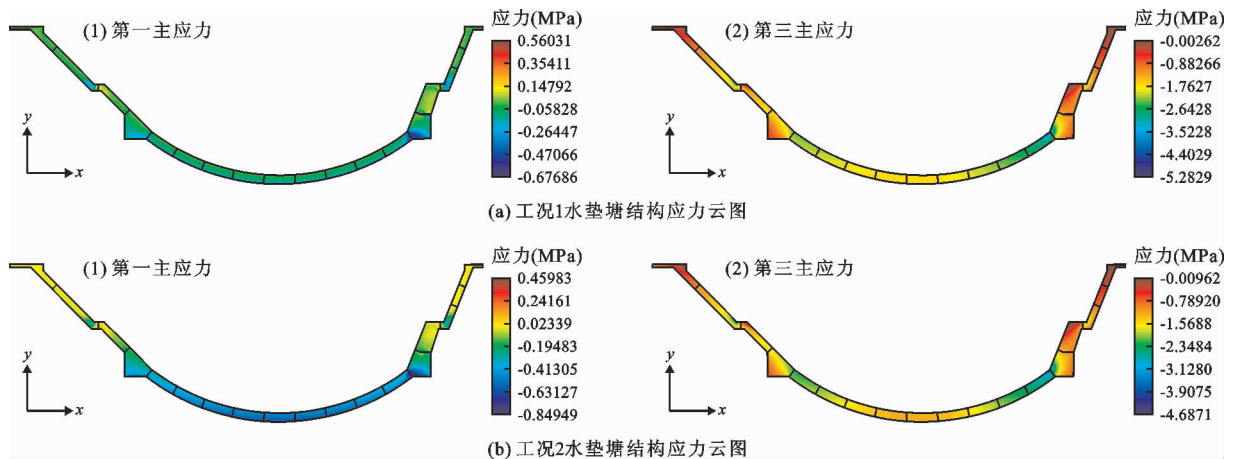 (1) 第一主应力
应力(MPa)
0.56031
0.35411
0.14792
-0.05828
-0.26447
-0.47066
-0.67686
y
x
(2) 第三主应力
应力(MPa)
-0.00262
-0.88266
-1.7627
-2.6428
-3.5228
-4.4029
-5.2829
y
x
(a) 工况1水垫塘结构应力云图
(1) 第一主应力
应力(MPa)
0.45983
0.24161
0.02339
-0.19483
-0.41305
-0.63127
-0.84949
y
x
(2) 第三主应力
应力(MPa)
-0.00962
-0.78920
-1.5688
-2.3484
-3.1280
-3.9075
-4.6871
y
x
(b) 工况2水垫塘结构应力云图